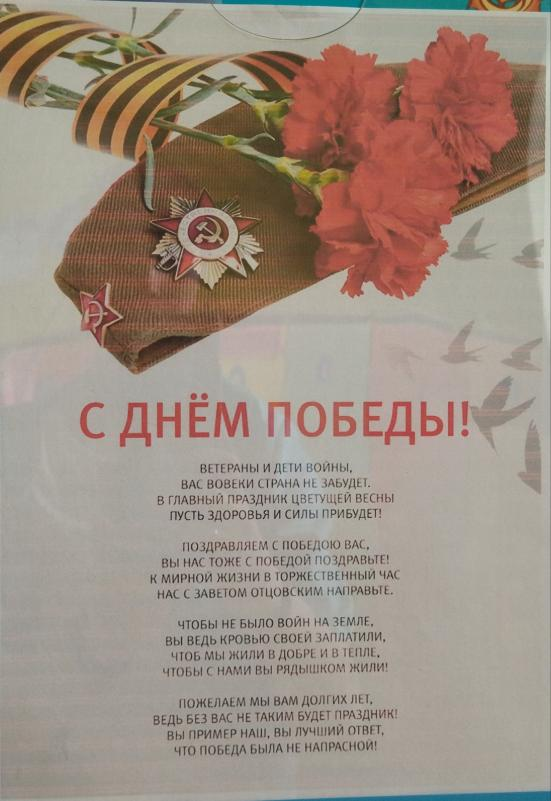 С ДНЁМ ПОБЕДЫ!
ВЕТЕРАНЫ И ДЕТИ ВОЙНЫ,
ВАС ВОВЕКИ СТРАНА НЕ ЗАБУДЕТ.
В ГЛАВНЫЙ ПРАЗДНИК ЦВЕТУЩЕЙ ВЕСНЫ
ПУСТЬ ЗДОРОВЬЯ И СИЛЫ ПРИБУДЕТ!
ПОЗДРАВЛЯЕМ С ПОБЕДОЮ ВАС,
ВЫ НАС ТОЖЕ С ПОБЕДОЙ ПОЗДРАВЬТЕ!
К МИРНОЙ ЖИЗНИ В ТОРЖЕСТВЕННЫЙ ЧАС
НАС С ЗАВЕТОМ ОТЦОВСКИМ НАПРАВЬТЕ.
ЧТОБЫ НЕ БЫЛО ВОЙН НА ЗЕМЛЕ,
ВЫ ВЕДЬ КРОВЬЮ СВОЕЙ ЗАПЛАТИЛИ,
ЧТОБ МЫ ЖИЛИ В ДОБРЕ И В ТЕПЛЕ,
ЧТОБЫ С НАМИ ВЫ РЯДЫШКОМ ЖИЛИ!
ПОЖЕЛАЕМ МЫ ВАМ ДОЛГИХ ЛЕТ,
ВЕДЬ БЕЗ ВАС НЕ ТАКИМ БУДЕТ ПРАЗДНИК!
ВЫ ПРИМЕР НАШ, ВЫ ЛУЧШИЙ ОТВЕТ,
ЧТО ПОБЕДА БЫЛА НЕ НАПРАСНОЙ!